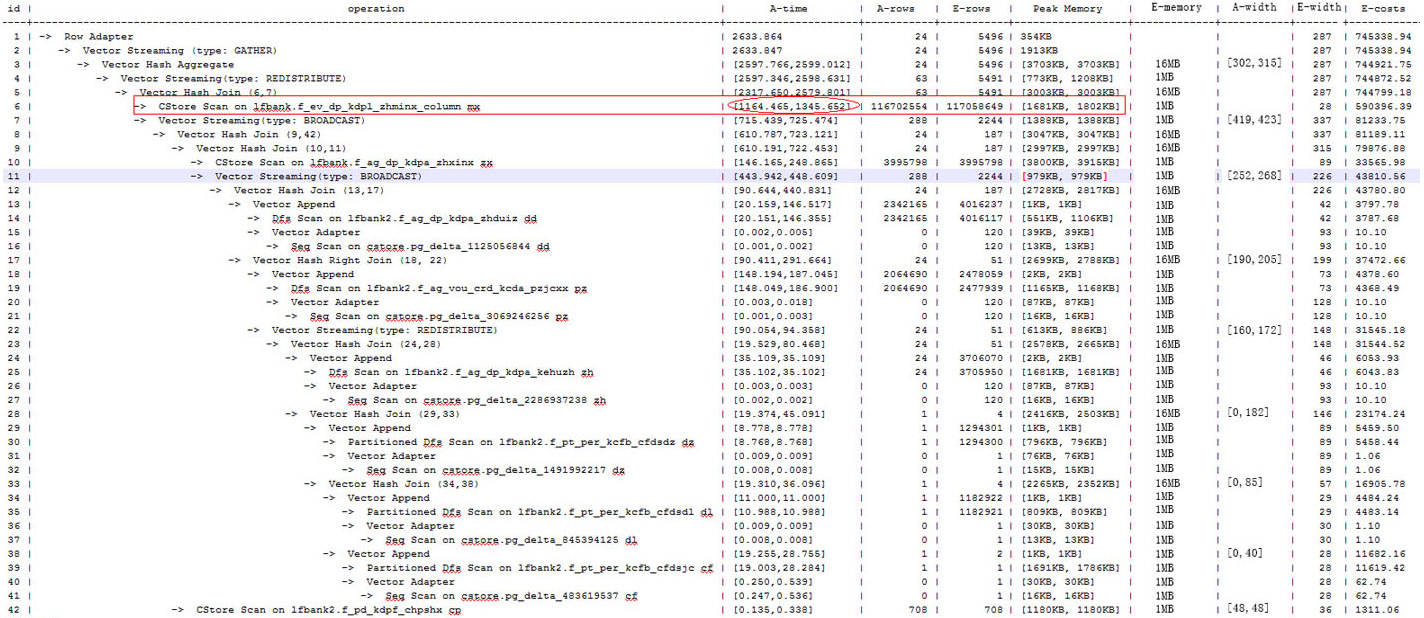 id | operation | A-time | A-rows | E-rows | Peak Memory | E-memory | A-width | E-width | E-costs
1 | -> Row Adapter | 2633.864 | 24 | 5496 | 354KB | | | 287 | 745338.94
2 | -> Vector Streaming (type: GATHER) | 2633.847 | 24 | 5496 | 1913KB | | | 287 | 745338.94
3 | -> Vector Hash Aggregate | [2597.766,2599.012] | 24 | 5491 | [3703KB, 3703KB] | 16MB | [302,315] | 287 | 744921.75
4 | -> Vector Streaming(type: REDISTRIBUTE) | [2597.346,2598.631] | 63 | 5491 | [773KB, 1208KB] | 1MB | | 287 | 744872.52
5 | -> Vector Hash Join (6,7) | [2317.650,2579.801] | 63 | 5491 | [3003KB, 3003KB] | 16MB | | 287 | 744799.18
6 | -> CStore Scan on lfbank.f_ev_dp_kdpl_zhminx_column mx | [1164.465,1345.652] | 116702554 | 117058649 | [1681KB, 1802KB] | 1MB | | 28 | 590396.39
7 | -> Vector Streaming(type: BROADCAST) | [715.439,725.474] | 288 | 2244 | [1388KB, 1388KB] | 1MB | [419,423] | 337 | 81233.75
8 | -> Vector Hash Join (9,42) | [610.787,723.121] | 24 | 187 | [3047KB, 3047KB] | 16MB | | 337 | 81189.11
9 | -> Vector Hash Join (10,11) | [610.191,722.453] | 24 | 187 | [2997KB, 2997KB] | 16MB | | 315 | 79876.88
10 | -> CStore Scan on lfbank.f_ag_dp_kdpa_zhxinx zx | [146.165,248.865] | 3995798 | 3995798 | [3800KB, 3915KB] | 1MB | | 89 | 33565.98
11 | -> Vector Streaming(type: BROADCAST) | [443.942,448.609] | 288 | 2244 | [979KB, 979KB] | 1MB | [252,268] | 226 | 43810.56
12 | -> Vector Hash Join (13,17) | [90.644,440.831] | 24 | 187 | [2728KB, 2817KB] | 16MB | | 226 | 43780.80
13 | -> Vector Append | [20.159,146.517] | 2342165 | 4016237 | [1KB, 1KB] | 1MB | | 42 | 3797.78
14 | -> Dfs Scan on lfbank2.f_ag_dp_kdpa_zhduiz dd | [20.151,146.355] | 2342165 | 4016117 | [551KB, 1106KB] | 1MB | | 42 | 3787.68
15 | -> Vector Adapter | [0.002,0.005] | 0 | 120 | [39KB, 39KB] | 1MB | | 93 | 10.10
16 | -> Seq Scan on cstore.pg_delta_1125056844 dd | [0.001,0.002] | 0 | 120 | [13KB, 13KB] | 1MB | | 93 | 10.10
17 | -> Vector Hash Right Join (18, 22) | [90.411,291.664] | 24 | 51 | [2699KB, 2788KB] | 16MB | [190,205] | 199 | 37472.66
18 | -> Vector Append | [148.194,187.045] | 2064690 | 2478059 | [2KB, 2KB] | 1MB | | 73 | 4378.60
19 | -> Dfs Scan on lfbank2.f_ag_vou_crd_kcda_pzjcxx pz | [148.049,186.900] | 2064690 | 2477939 | [1165KB, 1168KB] | 1MB | | 73 | 4368.49
20 | -> Vector Adapter | [0.003,0.018] | 0 | 120 | [87KB, 87KB] | 1MB | | 128 | 10.10
21 | -> Seq Scan on cstore.pg_delta_3069246256 pz | [0.001,0.003] | 0 | 120 | [16KB, 16KB] | 1MB | | 128 | 10.10
22 | -> Vector Streaming(type: REDISTRIBUTE) | [90.054,94.358] | 24 | 51 | [613KB, 886KB] | 1MB | [160,172] | 148 | 31545.18
23 | -> Vector Hash Join (24,28) | [19.529,80.468] | 24 | 51 | [2578KB, 2665KB] | 16MB | | 148 | 31544.52
24 | -> Vector Append | [35.109,35.109] | 24 | 3706070 | [2KB, 2KB] | 1MB | | 46 | 6053.93
25 | -> Dfs Scan on lfbank2.f_ag_dp_kdpa_kehuzh zh | [35.102,35.102] | 24 | 3705950 | [1681KB, 1681KB] | 1MB | | 46 | 6043.83
26 | -> Vector Adapter | [0.003,0.003] | 0 | 120 | [87KB, 87KB] | 1MB | | 93 | 10.10
27 | -> Seq Scan on cstore.pg_delta_2286937238 zh | [0.002,0.002] | 0 | 120 | [16KB, 16KB] | 1MB | | 93 | 10.10
28 | -> Vector Hash Join (29,33) | [19.374,45.091] | 1 | 4 | [2416KB, 2503KB] | 16MB | [0,182] | 146 | 23174.24
29 | -> Vector Append | [8.778,8.778] | 1 | 1294301 | [1KB, 1KB] | 1MB | | 89 | 5459.50
30 | -> Partitioned Dfs Scan on lfbank2.f_pt_per_kcfb_cfdsdz dz | [8.768,8.768] | 1 | 1294300 | [796KB, 796KB] | 1MB | | 89 | 5458.44
31 | -> Vector Adapter | [0.009,0.009] | 0 | 1 | [76KB, 76KB] | 1MB | | 89 | 1.06
32 | -> Seq Scan on cstore.pg_delta_1491992217 dz | [0.008,0.008] | 0 | 1 | [15KB, 15KB] | 1MB | | 89 | 1.06
33 | -> Vector Hash Join (34,38) | [19.310,36.096] | 1 | 4 | [2265KB, 2352KB] | 16MB | [0,85] | 57 | 16905.78
34 | -> Vector Append | [11.000,11.000] | 1 | 1182922 | [1KB, 1KB] | 1MB | | 29 | 4484.24
35 | -> Partitioned Dfs Scan on lfbank2.f_pt_per_kcfb_cfdsdl dl | [10.988,10.988] | 1 | 1182921 | [809KB, 809KB] | 1MB | | 29 | 4483.14
36 | -> Vector Adapter | [0.009,0.009] | 0 | 1 | [30KB, 30KB] | 1MB | | 30 | 1.10
37 | -> Seq Scan on cstore.pg_delta_845394125 dl | [0.008,0.008] | 0 | 1 | [13KB, 13KB] | 1MB | | 30 | 1.10
38 | -> Vector Append | [19.255,28.755] | 1 | 2 | [1KB, 1KB] | 1MB | [0,40] | 28 | 11682.16
39 | -> Partitioned Dfs Scan on lfbank2.f_pt_per_kcfb_cfdsjc cf | [19.003,28.284] | 1 | 1 | [1691KB, 1786KB] | 1MB | | 28 | 11619.42
40 | -> Vector Adapter | [0.250,0.539] | 0 | 1 | [30KB, 30KB] | 1MB | | 28 | 62.74
41 | -> Seq Scan on cstore.pg_delta_483619537 cf | [0.247,0.536] | 0 | 1 | [16KB, 16KB] | 1MB | | 28 | 62.74
42 | -> CStore Scan on lfbank2.f_pd_kdpf_chpshx cp | [0.135,0.338] | 708 | 708 | [1180KB, 1180KB] | 1MB | [48,48] | 36 | 1311.06